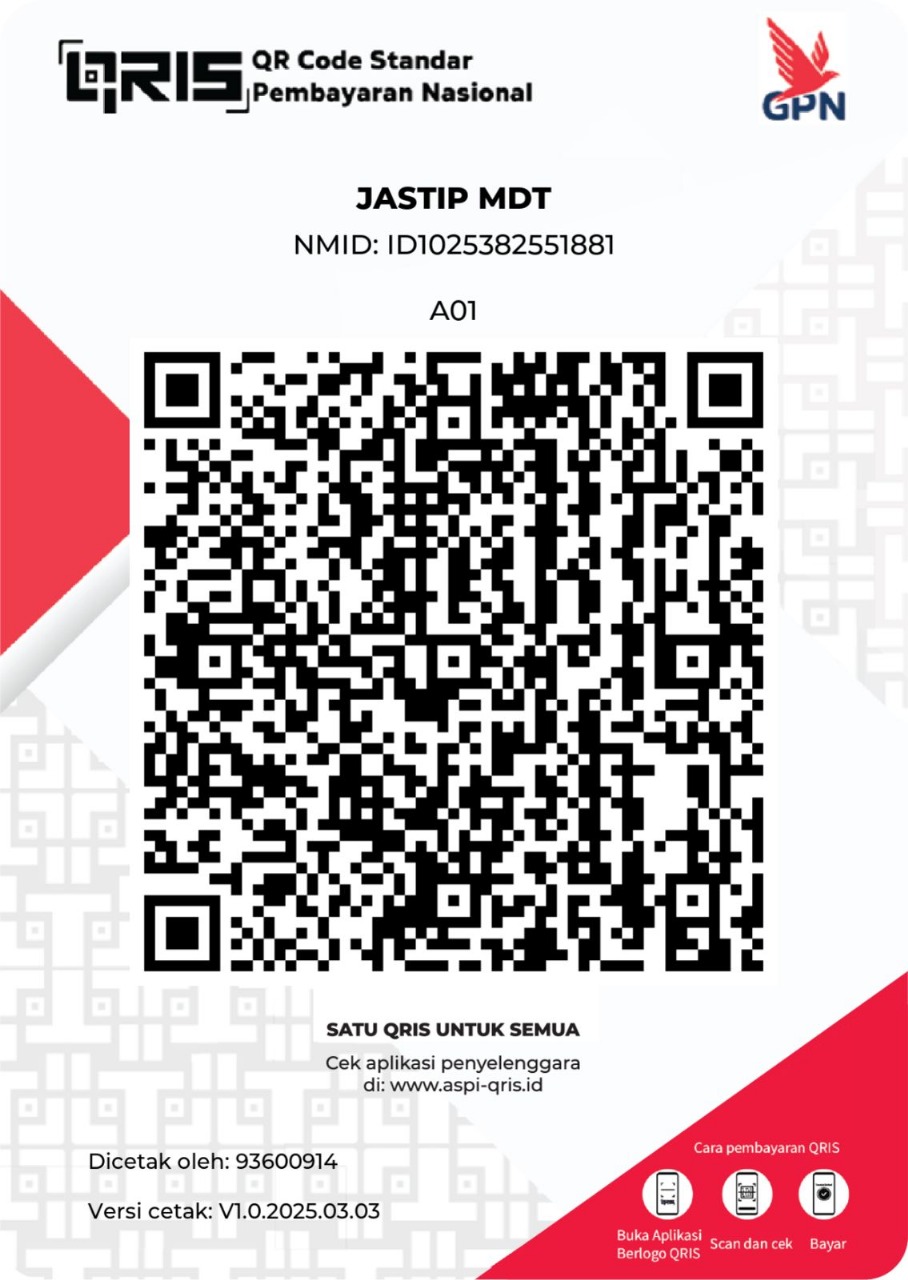 QRIS QR Code Standar
Pembayaran Nasional
GPN
JASTIP MDT
NMID: ID1025382551881
A01
SATU QRIS UNTUK SEMUA
Cek aplikasi penyelenggara
di: www.aspi-qris.id
Dicetak oleh: 93600914
Versi cetak: V1.0.2025.03.03
Cara pembayaran QRIS
Buka Aplikasi
Berlogo QRIS
Scan dan cek
Bayar